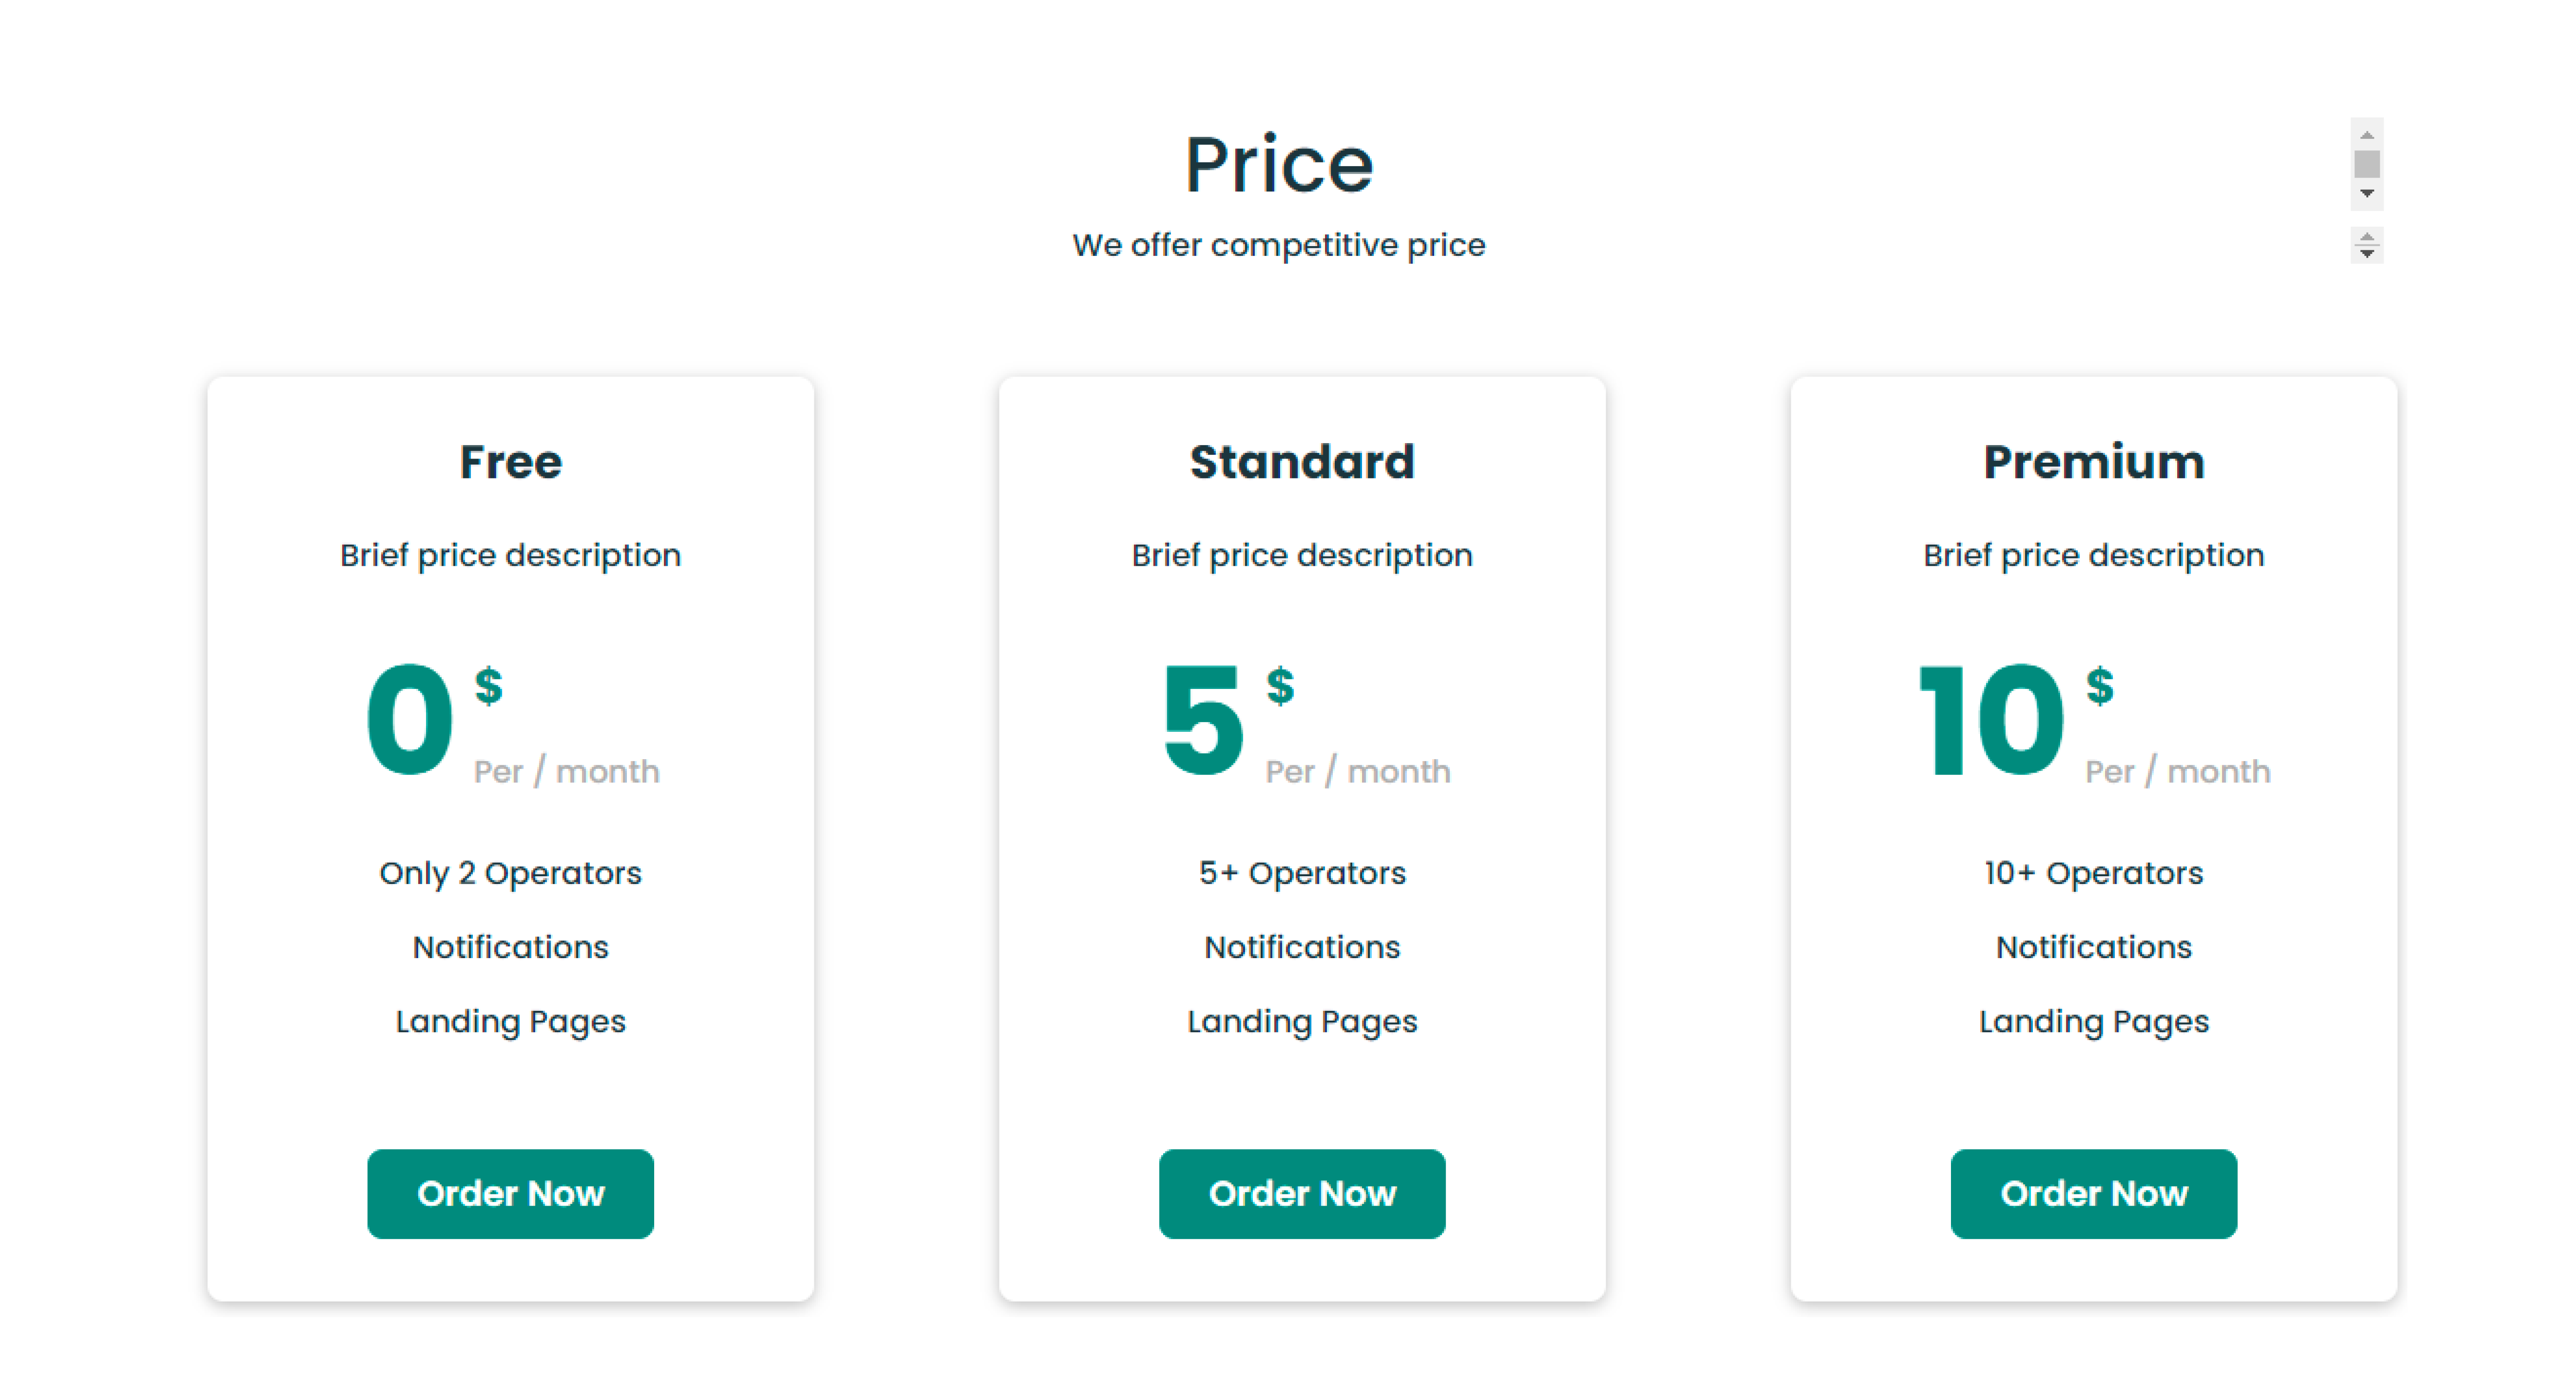 Price
We offer competitive price
Free
Brief price description
0 $
Per / month
Only 2 Operators
Notifications
Landing Pages
Order Now
Standard
Brief price description
5 $
Per / month
5+ Operators
Notifications
Landing Pages
Order Now
Premium
Brief price description
10 $
Per / month
10+ Operators
Notifications
Landing Pages
Order Now